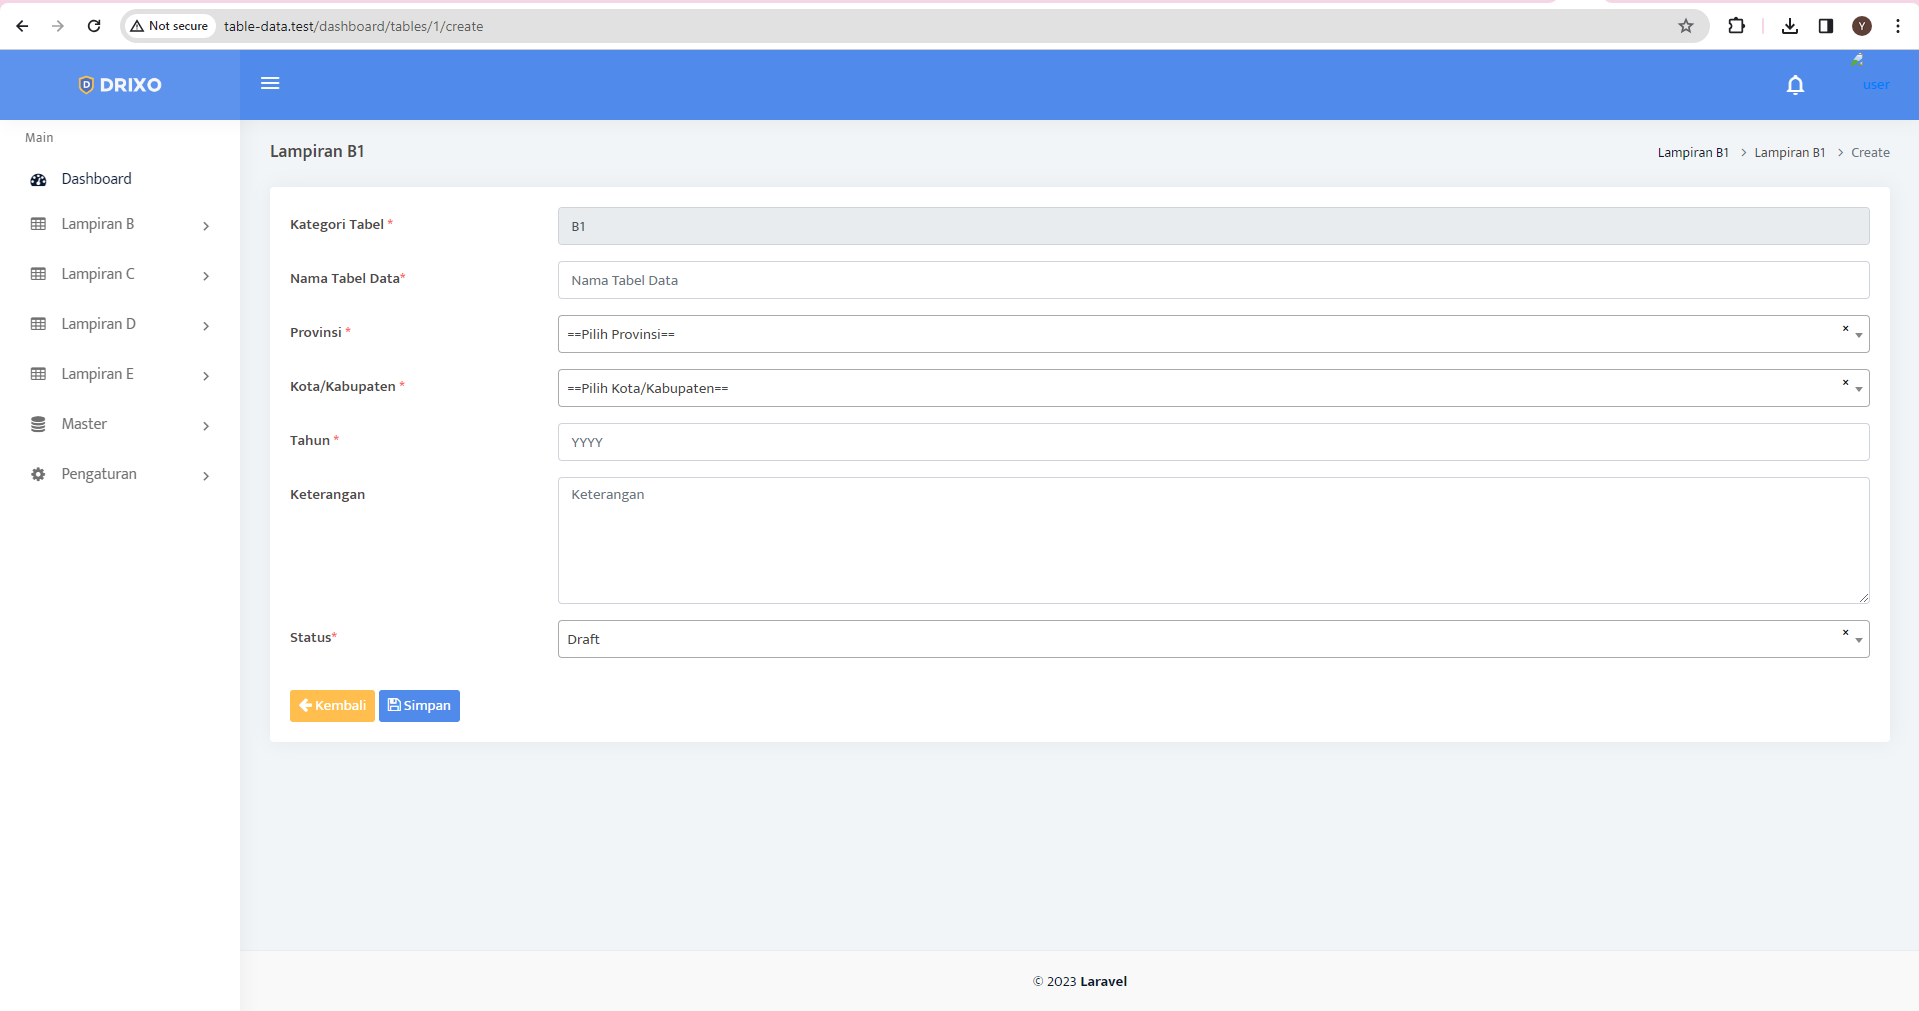 Not secure
table-data.test/dashboard/tables/1/create
Y
D DRIXO
user
Main
Dashboard
Lampiran B
Lampiran C
Lampiran D
Lampiran E
Master
Pengaturan
Lampiran B1
Lampiran B1 > Lampiran B1 > Create
Kategori Tabel *
B1
Nama Tabel Data*
Nama Tabel Data
Provinsi *
==Pilih Provinsi==
×
Kota/Kabupaten *
==Pilih Kota/Kabupaten==
×
Tahun *
YYYY
Keterangan
Keterangan
Status*
Draft
×
Kembali
Simpan
© 2023 Laravel